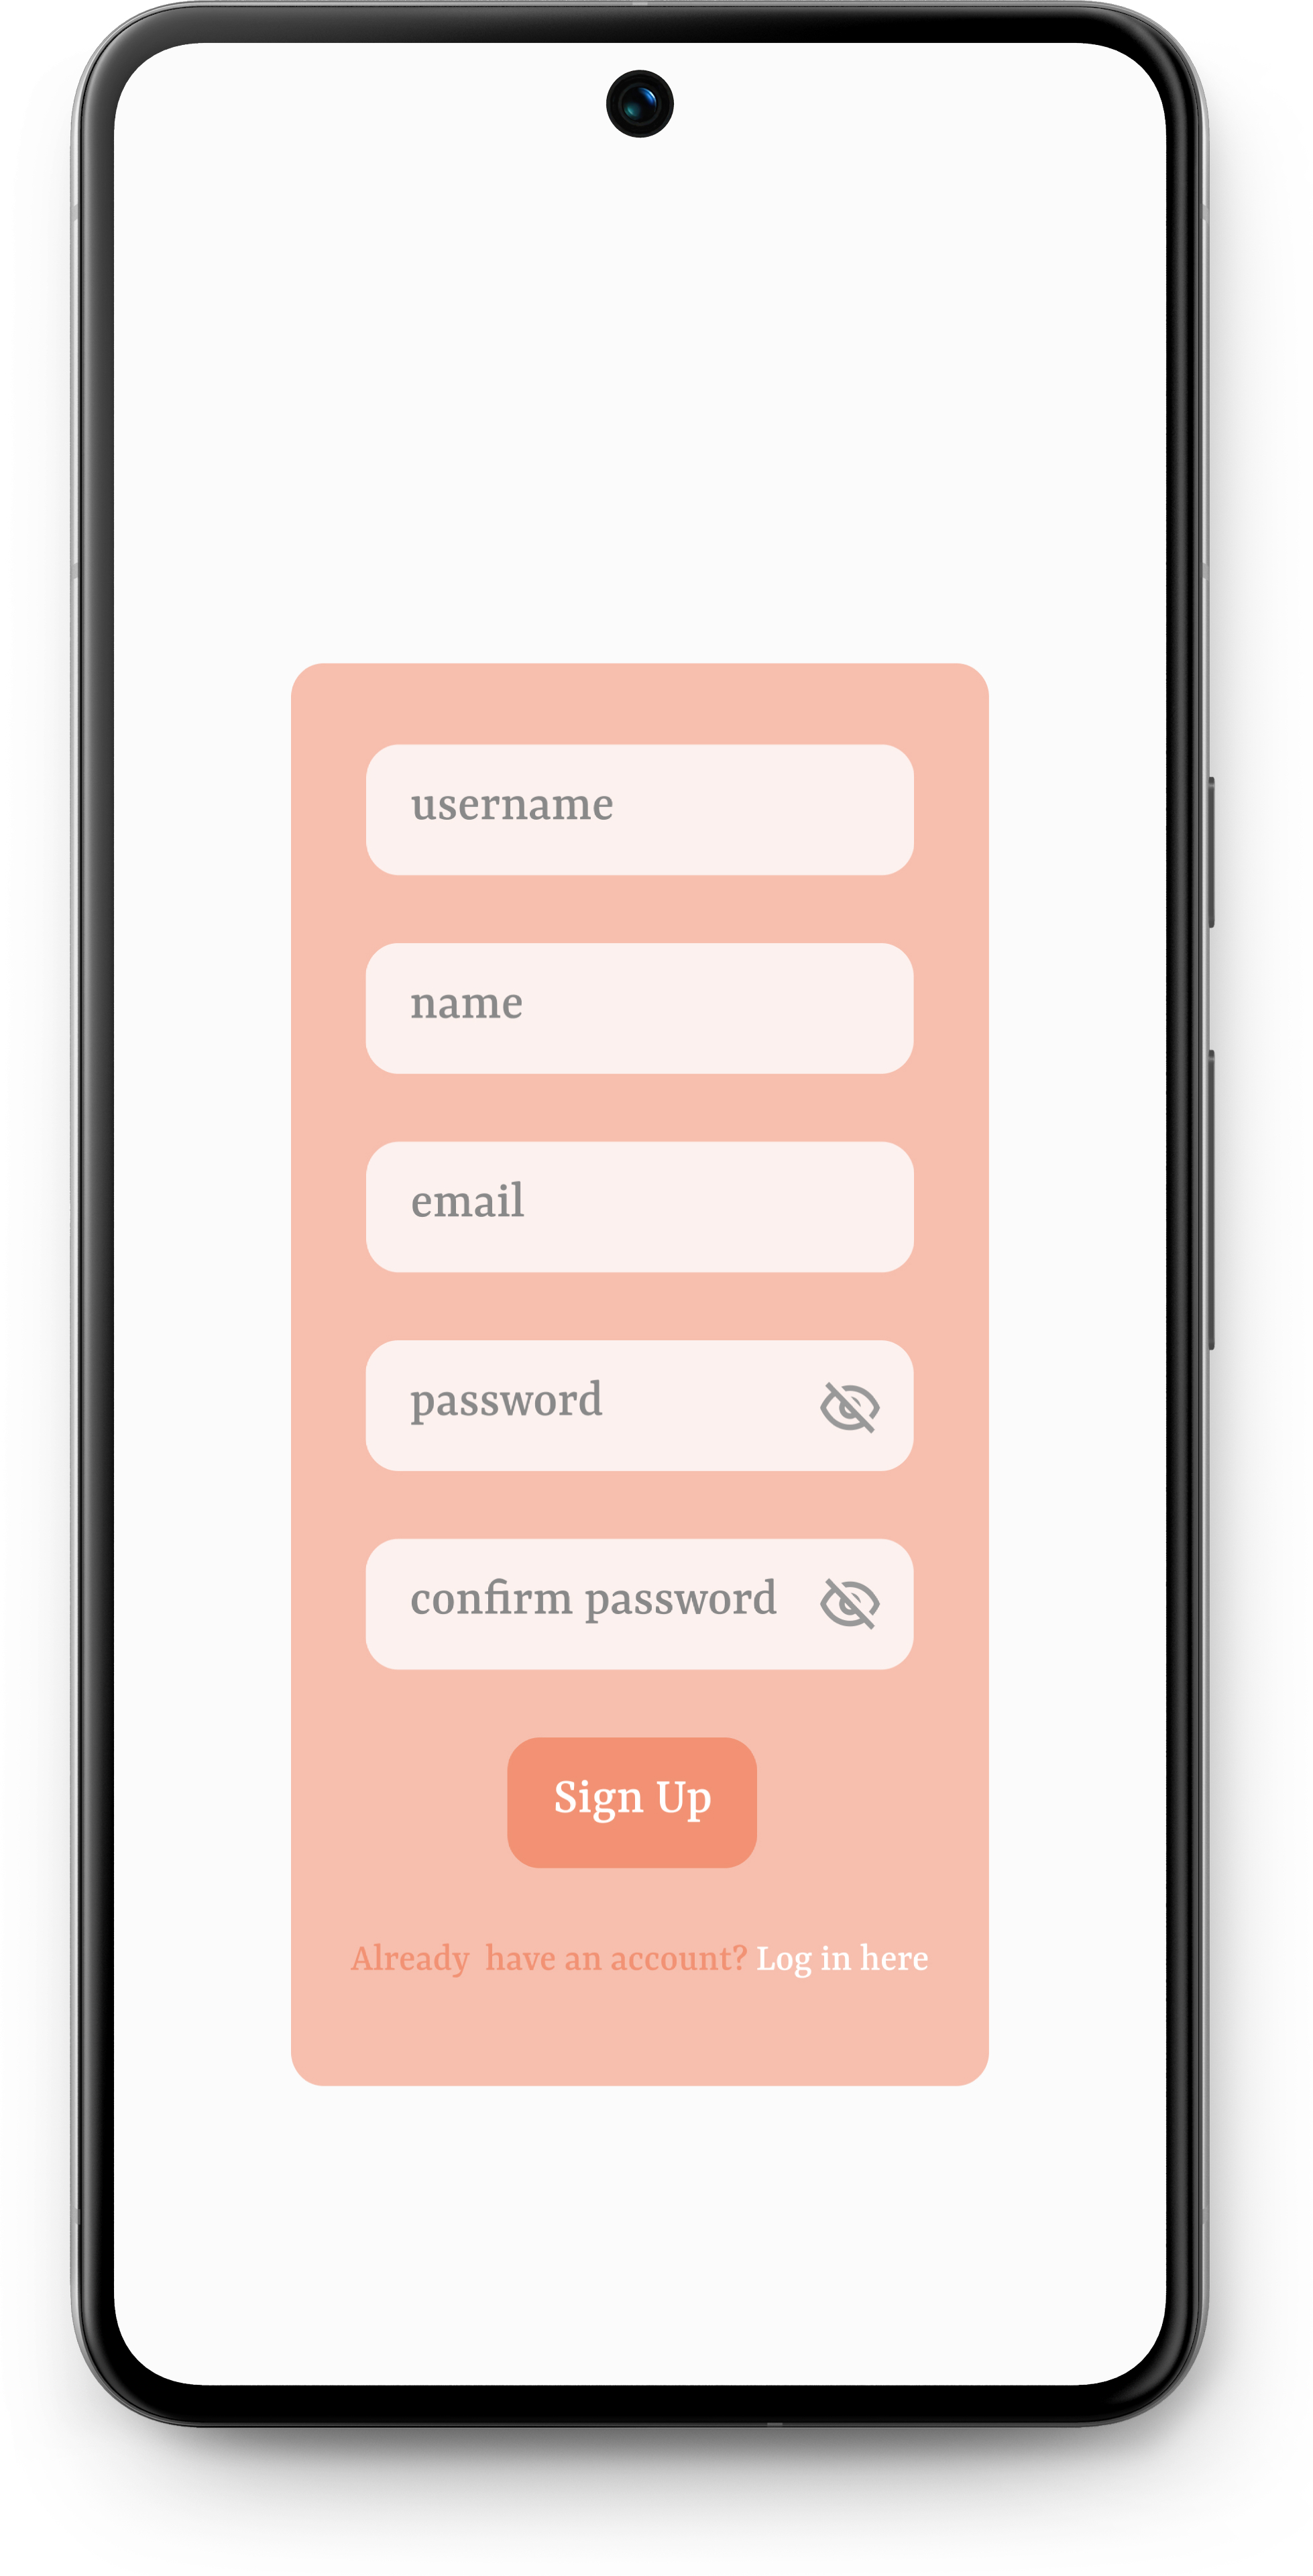 username
name
email
password
confirm password
Sign Up
Already  have an account? Log in here